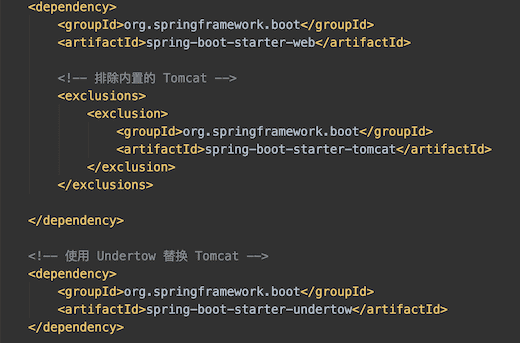 <dependency>
<groupId>org.springframework.boot</groupId>
<artifactId>spring-boot-starter-web</artifactId>
<!-- 排除内置的 Tomcat -->
<exclusions>
<exclusion>
<groupId>org.springframework.boot</groupId>
<artifactId>spring-boot-starter-tomcat</artifactId>
</exclusion>
</exclusions>
</dependency>
<!-- 使用 Undertow 替换 Tomcat -->
<dependency>
<groupId>org.springframework.boot</groupId>
<artifactId>spring-boot-starter-undertow</artifactId>
</dependency>